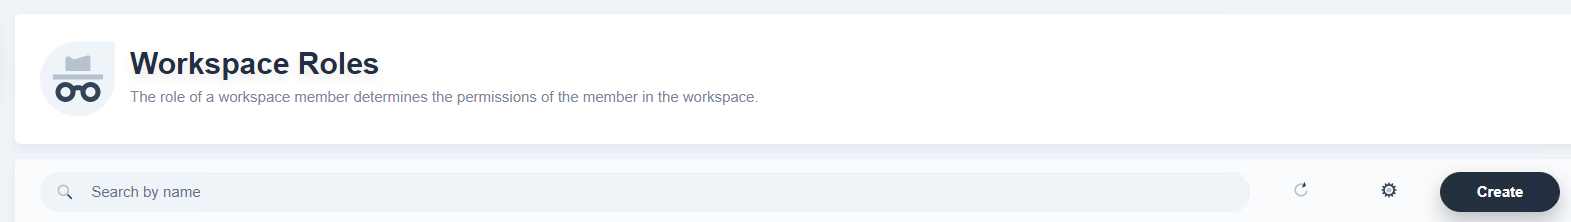 Workspace Roles
The role of a workspace member determines the permissions of the member in the workspace.
Search by name
Create